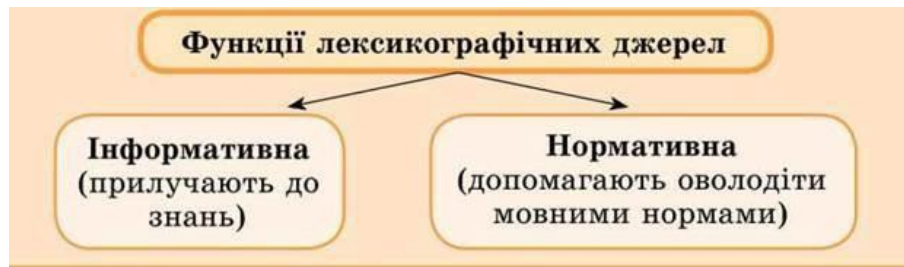 Функції лексикографічних джерел
Інформативна
(прилучають до
знань)
Нормативна
(допомагають оволодіти
мовними нормами)